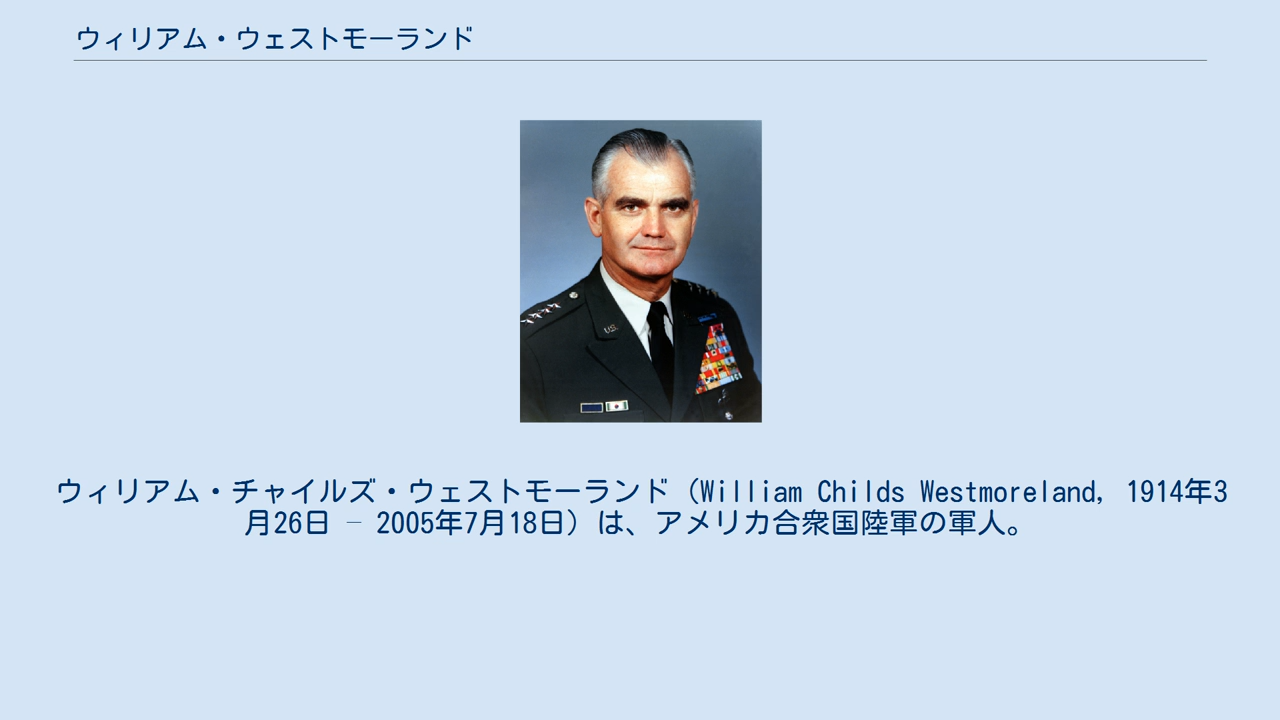 ウィリアム・ウェストモーランド
U.S.
ウィリアム・チャイルズ・ウェストモーランド（William Childs Westmoreland, 1914年3
月26日 – 2005年7月18日）は、アメリカ合衆国陸軍の軍人。